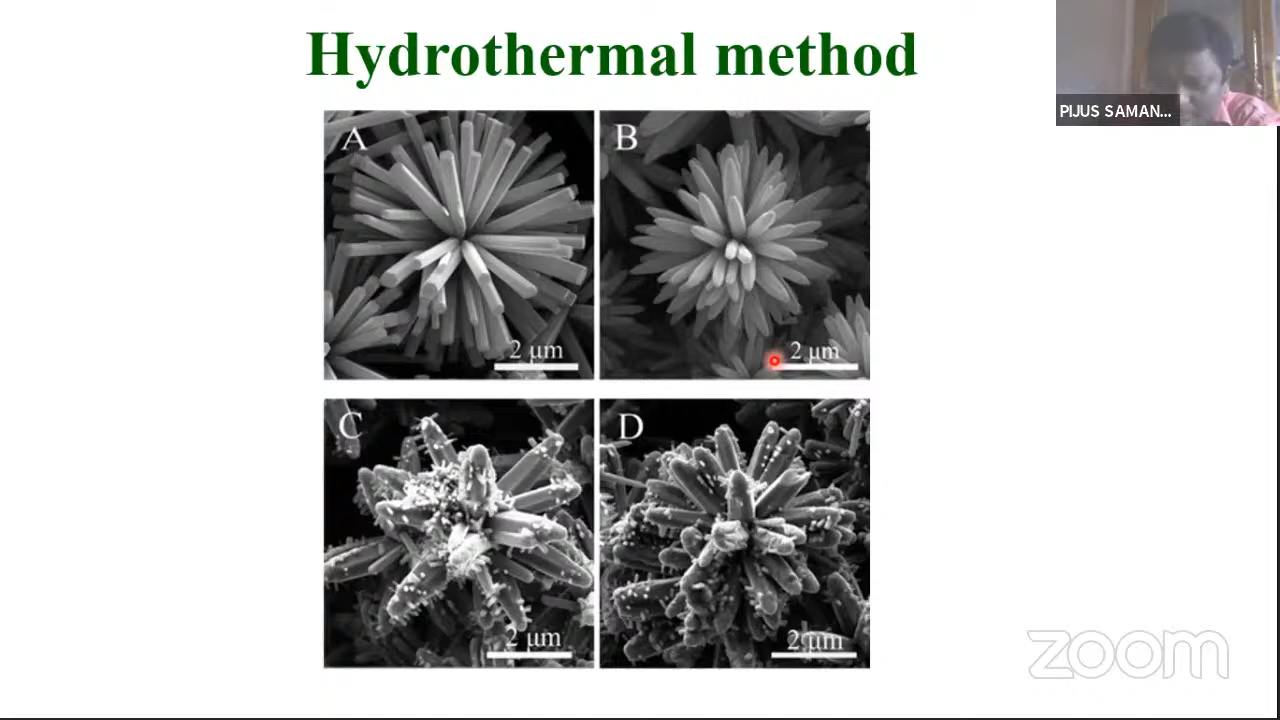 Hydrothermal method
PIJUS SAMAN...
A
B
2 μm
2 μm
C
D
2 μm
2 μm
zoom